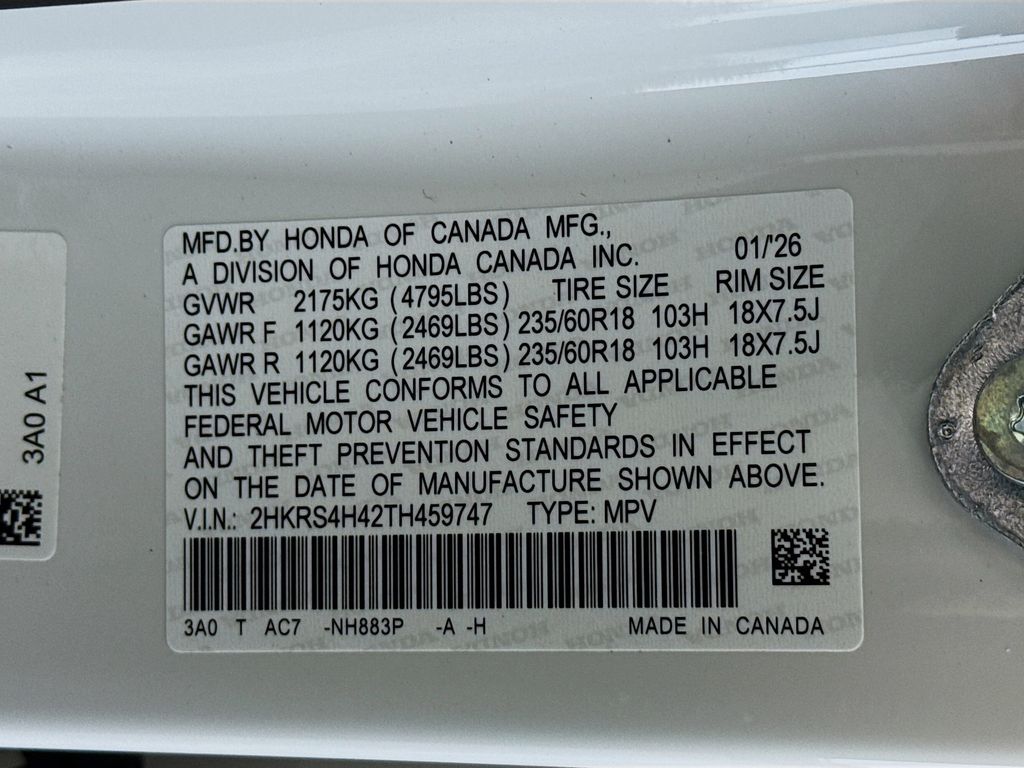 MFD.BY HONDA OF CANADA MFG.,
A DIVISION OF HONDA CANADA INC. 01/'26
GVWR 2175KG (4795LBS) TIRE SIZE RIM SIZE
GAWR F 1120KG (2469LBS) 235/60R18 103H 18X7.5J
GAWR R 1120KG (2469LBS) 235/60R18 103H 18X7.5J
THIS VEHICLE CONFORMS TO ALL APPLICABLE
FEDERAL MOTOR VEHICLE SAFETY
AND THEFT PREVENTION STANDARDS IN EFFECT
ON THE DATE OF MANUFACTURE SHOWN ABOVE.
V.I.N.: 2HKRS4H42TH459747 TYPE: MPV
3A0 T AC7 -NH883P -A -H MADE IN CANADA
3A0 A1